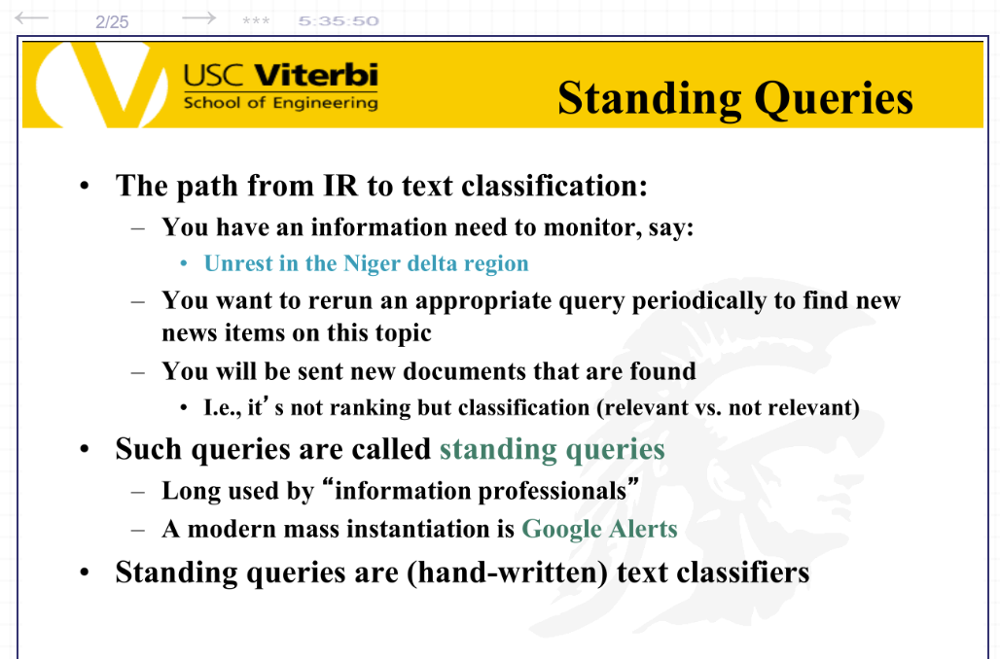 2/25 *** 5:35:50
USC Viterbi
School of Engineering
Standing Queries
• The path from IR to text classification:
– You have an information need to monitor, say:
• Unrest in the Niger delta region
– You want to rerun an appropriate query periodically to find new
news items on this topic
– You will be sent new documents that are found
• I.e., it’s not ranking but classification (relevant vs. not relevant)
• Such queries are called standing queries
– Long used by “information professionals”
– A modern mass instantiation is Google Alerts
• Standing queries are (hand-written) text classifiers